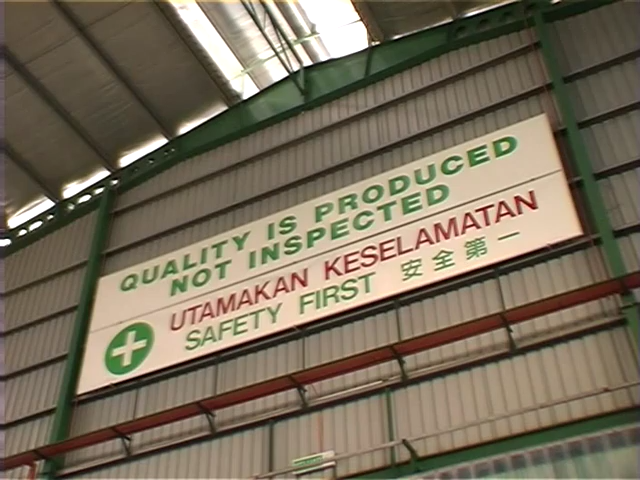 QUALITY IS PRODUCED
NOT INSPECTED
UTAMAKAN KESELAMATAN
SAFETY FIRST 安全第一